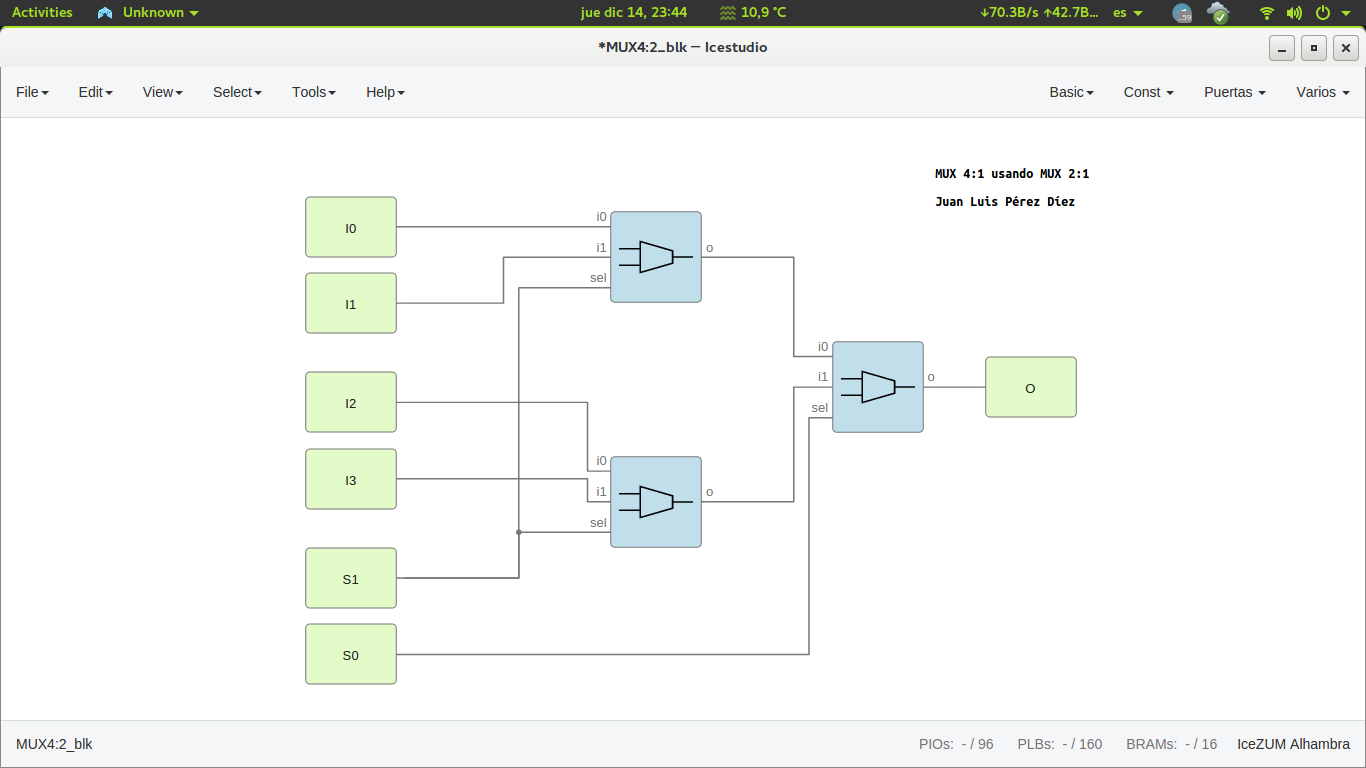 Activities Unknown jue dic 14, 23:44 10,9 °C ↓70.3B/s ↑42.7B... es .59
*MUX4:2_blk — Icestudio
File Edit View Select Tools Help Basic Const Puertas Varios
MUX 4:1 usando MUX 2:1
Juan Luis Pérez Díez
I0
i0
i1
sel
o
I1
I2
I3
i0
i1
sel
o
i0
i1
sel
o
O
S1
S0
MUX4:2_blk PIOs: - / 96 PLBs: - / 160 BRAMs: - / 16 IceZUM Alhambra